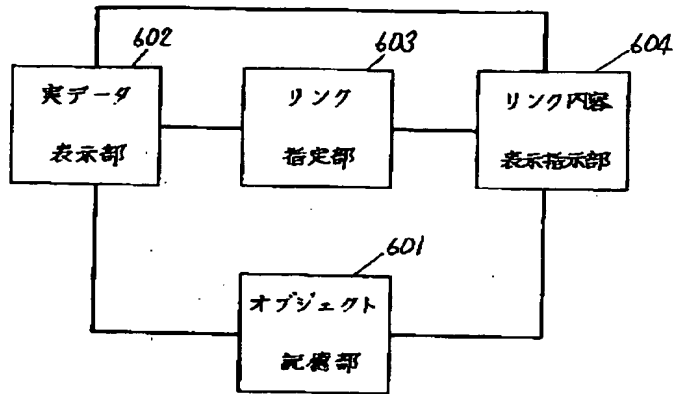 602
603
604
実データ
表示部
リンク
指定部
リンク内容
表示指示部
601
オブジェクト
記憶部